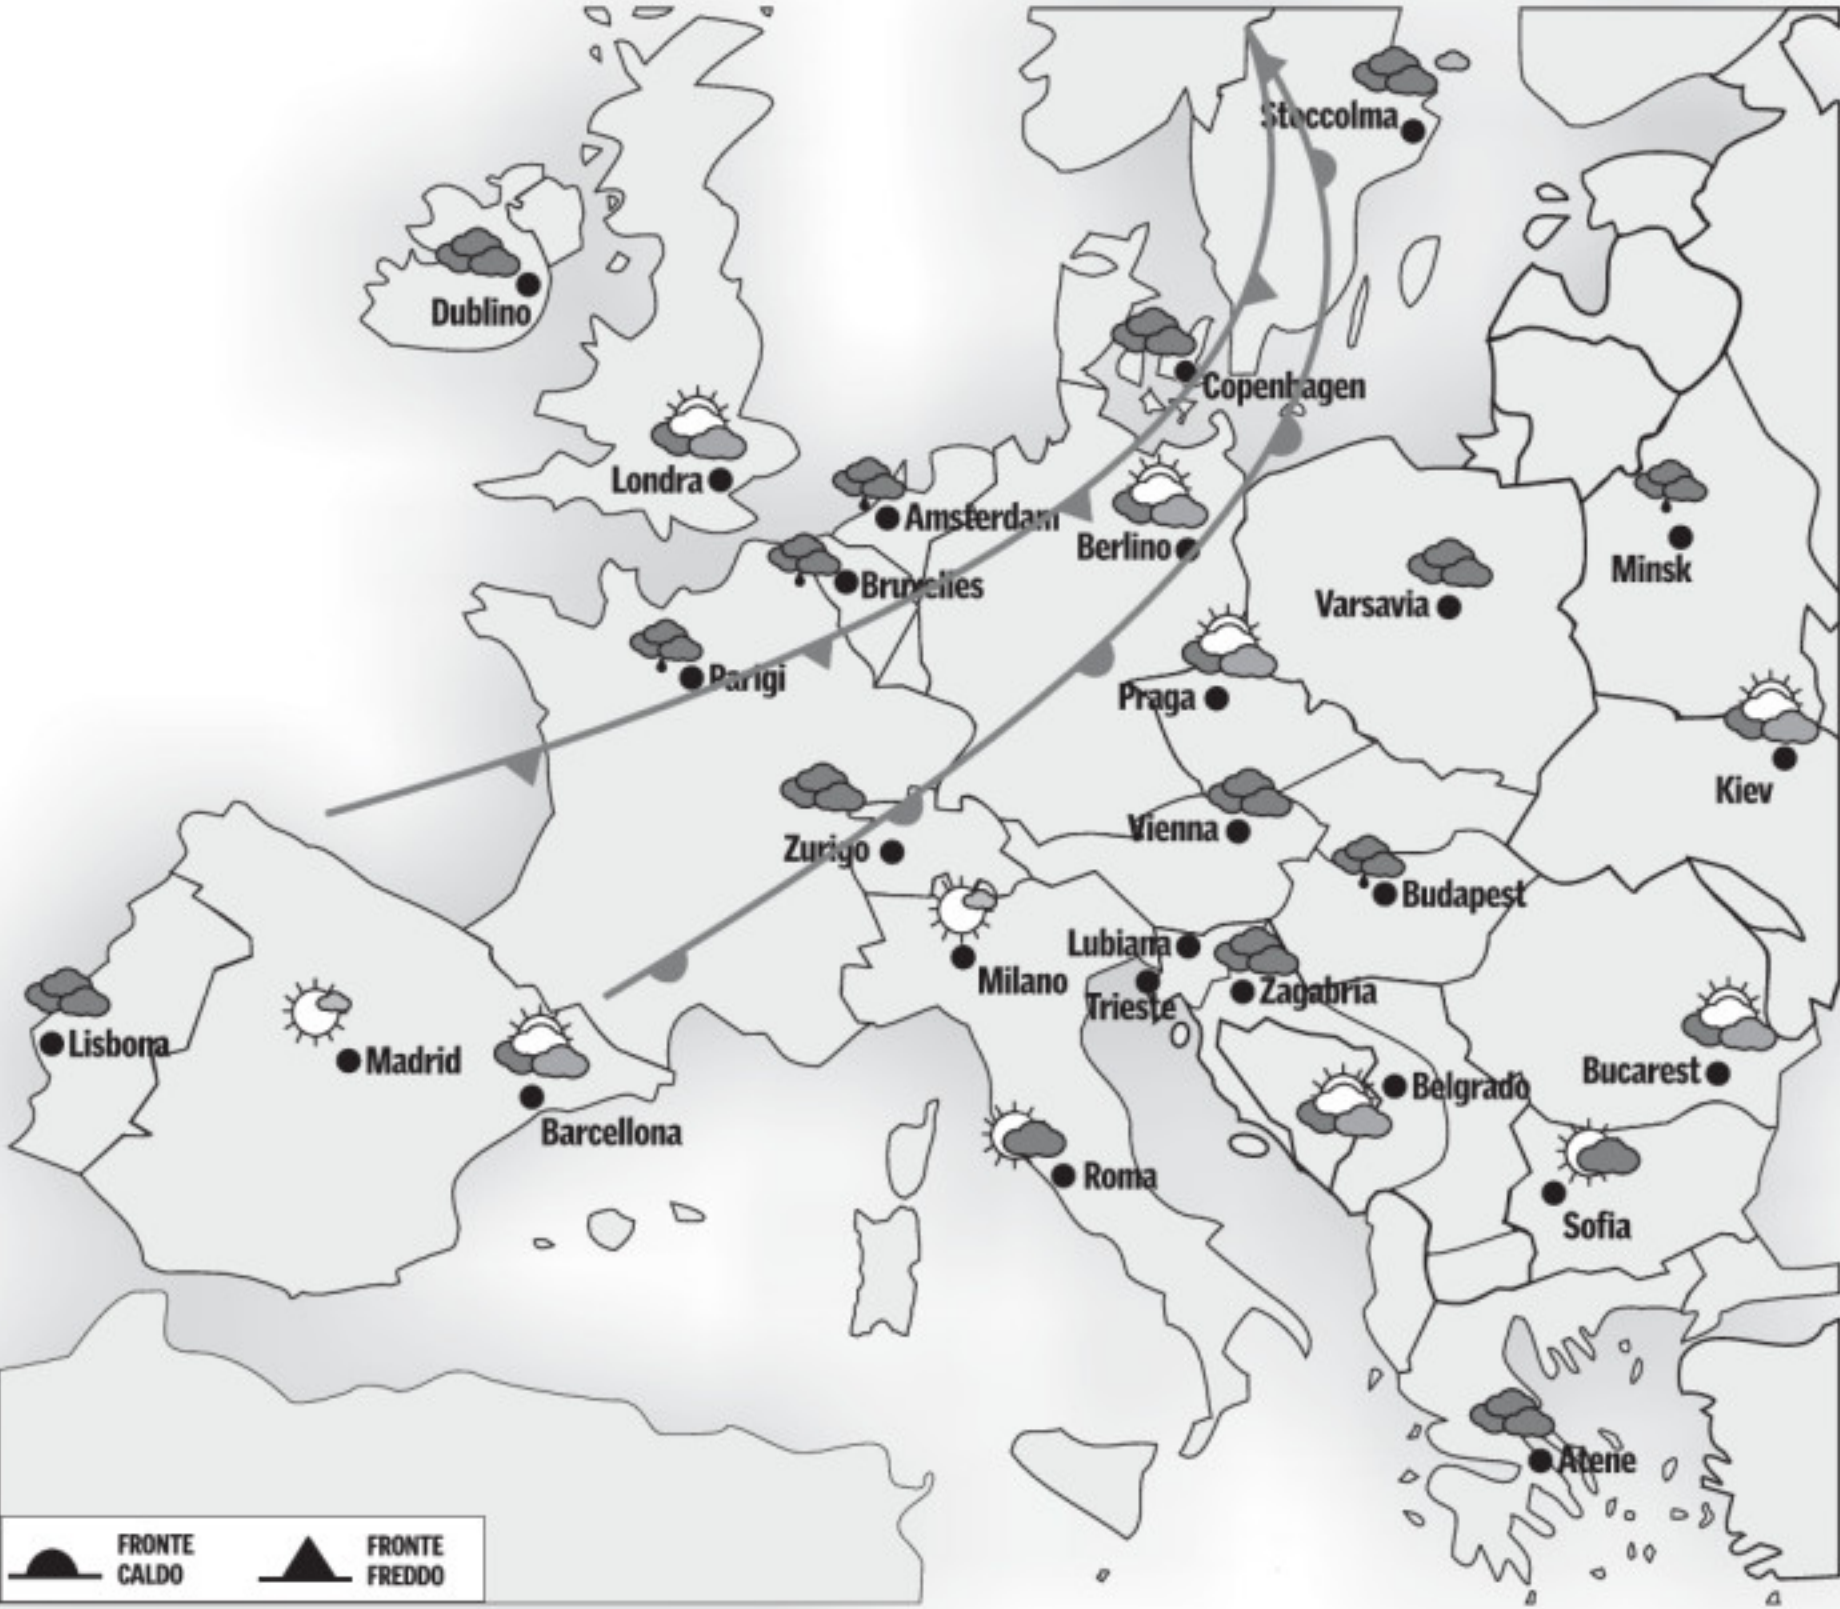 Stoccolma
Dublino
Copenhagen
Londra
Amsterdam
Berlino
Bruxelles
Minsk
Varsavia
Parigi
Praga
Kiev
Vienna
Zurigo
Budapest
Lubiana
Milano
Zagabria
Trieste
Lisbona
Madrid
Bucarest
Belgrado
Barcellona
Roma
Sofia
Atene
FRONTE
CALDO
FRONTE
FREDDO